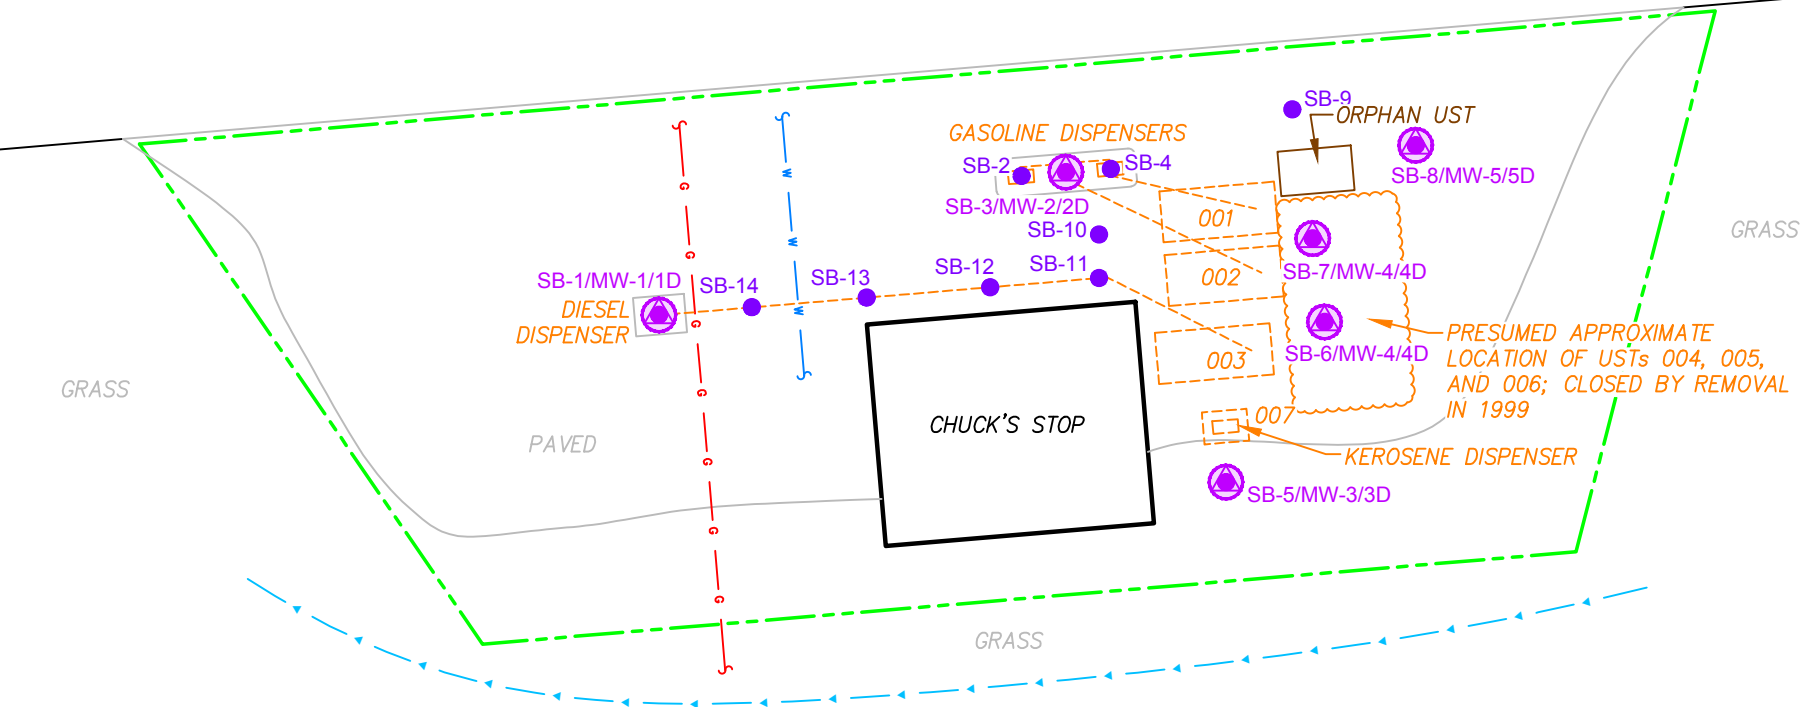 SB-9
ORPHAN UST
GASOLINE DISPENSERS
SB-2
SB-4
SB-8/MW-5/5D
SB-3/MW-2/2D
001
SB-10
GRASS
W
G
W
G
SB-1/MW-1/1D
SB-14
SB-13
SB-12
SB-11
002
SB-7/MW-4/4D
DIESEL
DISPENSER
W
G
003
SB-6/MW-4/4D
PRESUMED APPROXIMATE
LOCATION OF USTs 004, 005,
AND 006; CLOSED BY REMOVAL
IN 1999
GRASS
G
CHUCK'S STOP
007
PAVED
G
KEROSENE DISPENSER
SB-5/MW-3/3D
G
G
GRASS